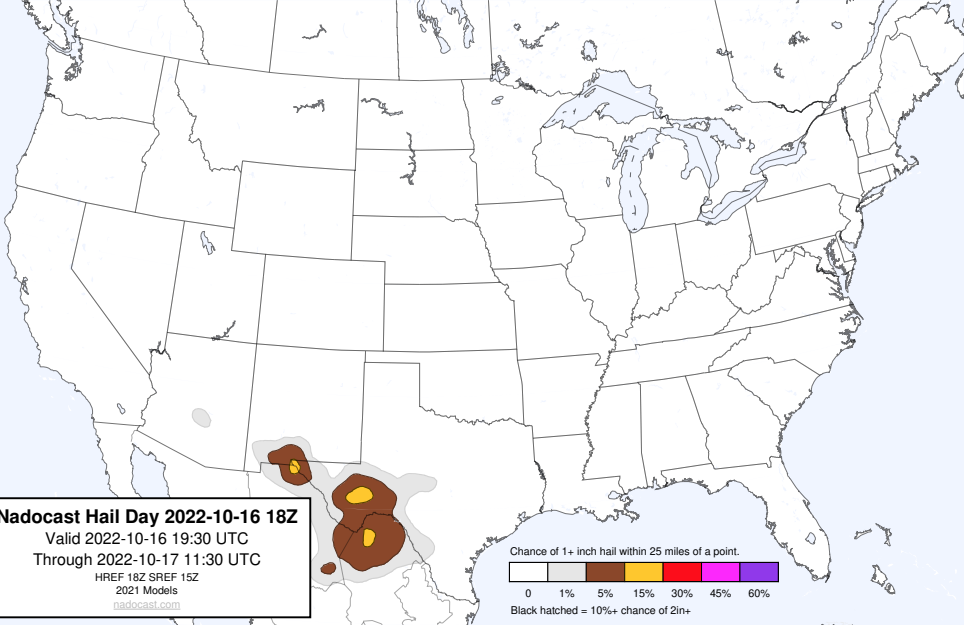 Nadocast Hail Day 2022-10-16 18Z
Valid 2022-10-16 19:30 UTC
Through 2022-10-17 11:30 UTC
HREF 18Z SREF 15Z
2021 Models
nadocast.com
Chance of 1+ inch hail within 25 miles of a point.
0 1% 5% 15% 30% 45% 60%
Black hatched = 10%+ chance of 2in+